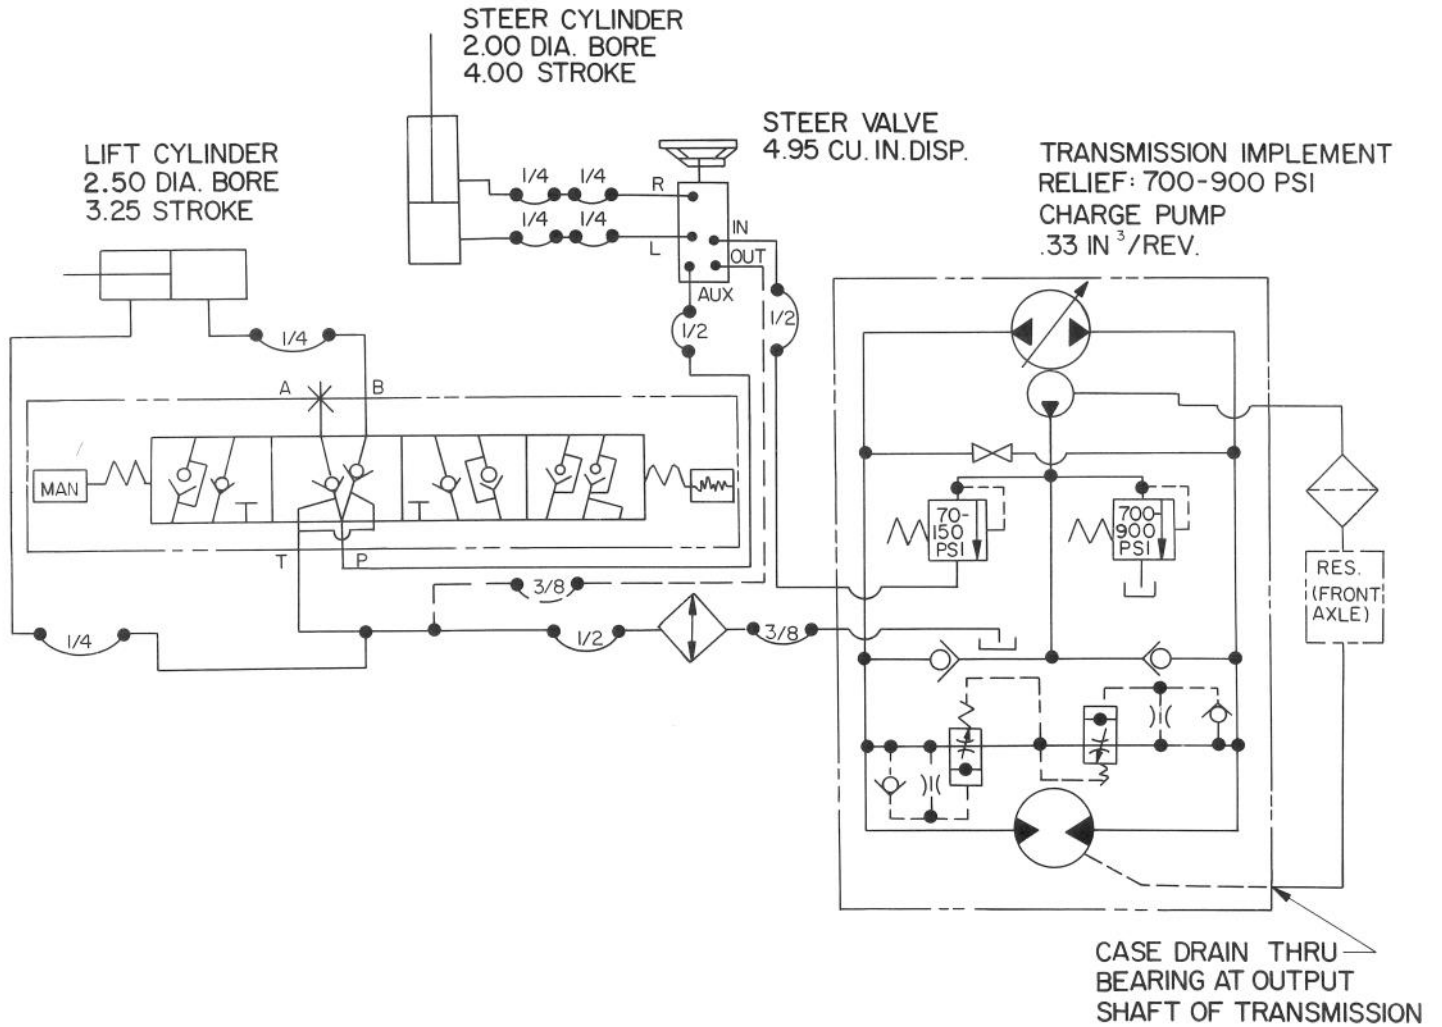 STEER CYLINDER
2.00 DIA. BORE
4.00 STROKE
STEER VALVE
4.95 CU. IN. DISP.
LIFT CYLINDER
2.50 DIA. BORE
3.25 STROKE
TRANSMISSION IMPLEMENT
RELIEF: 700-900 PSI
CHARGE PUMP
.33 IN³/REV.
1/4
1/4
R
1/4
1/4
L
IN
OUT
AUX
1/2
1/2
1/4
A
B
MAN
T
P
3/8
1/4
1/2
3/8
70-
150
PSI
700-
900
PSI
RES.
(FRONT
AXLE)
CASE DRAIN THRU
BEARING AT OUTPUT
SHAFT OF TRANSMISSION